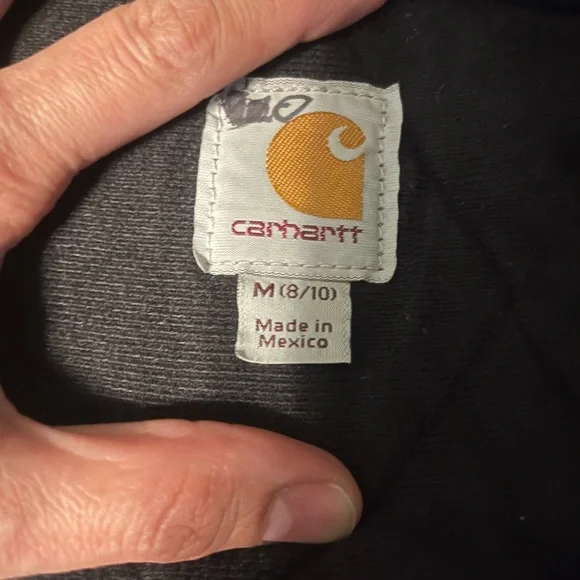 carhartt
M (8/10)
Made in
Mexico